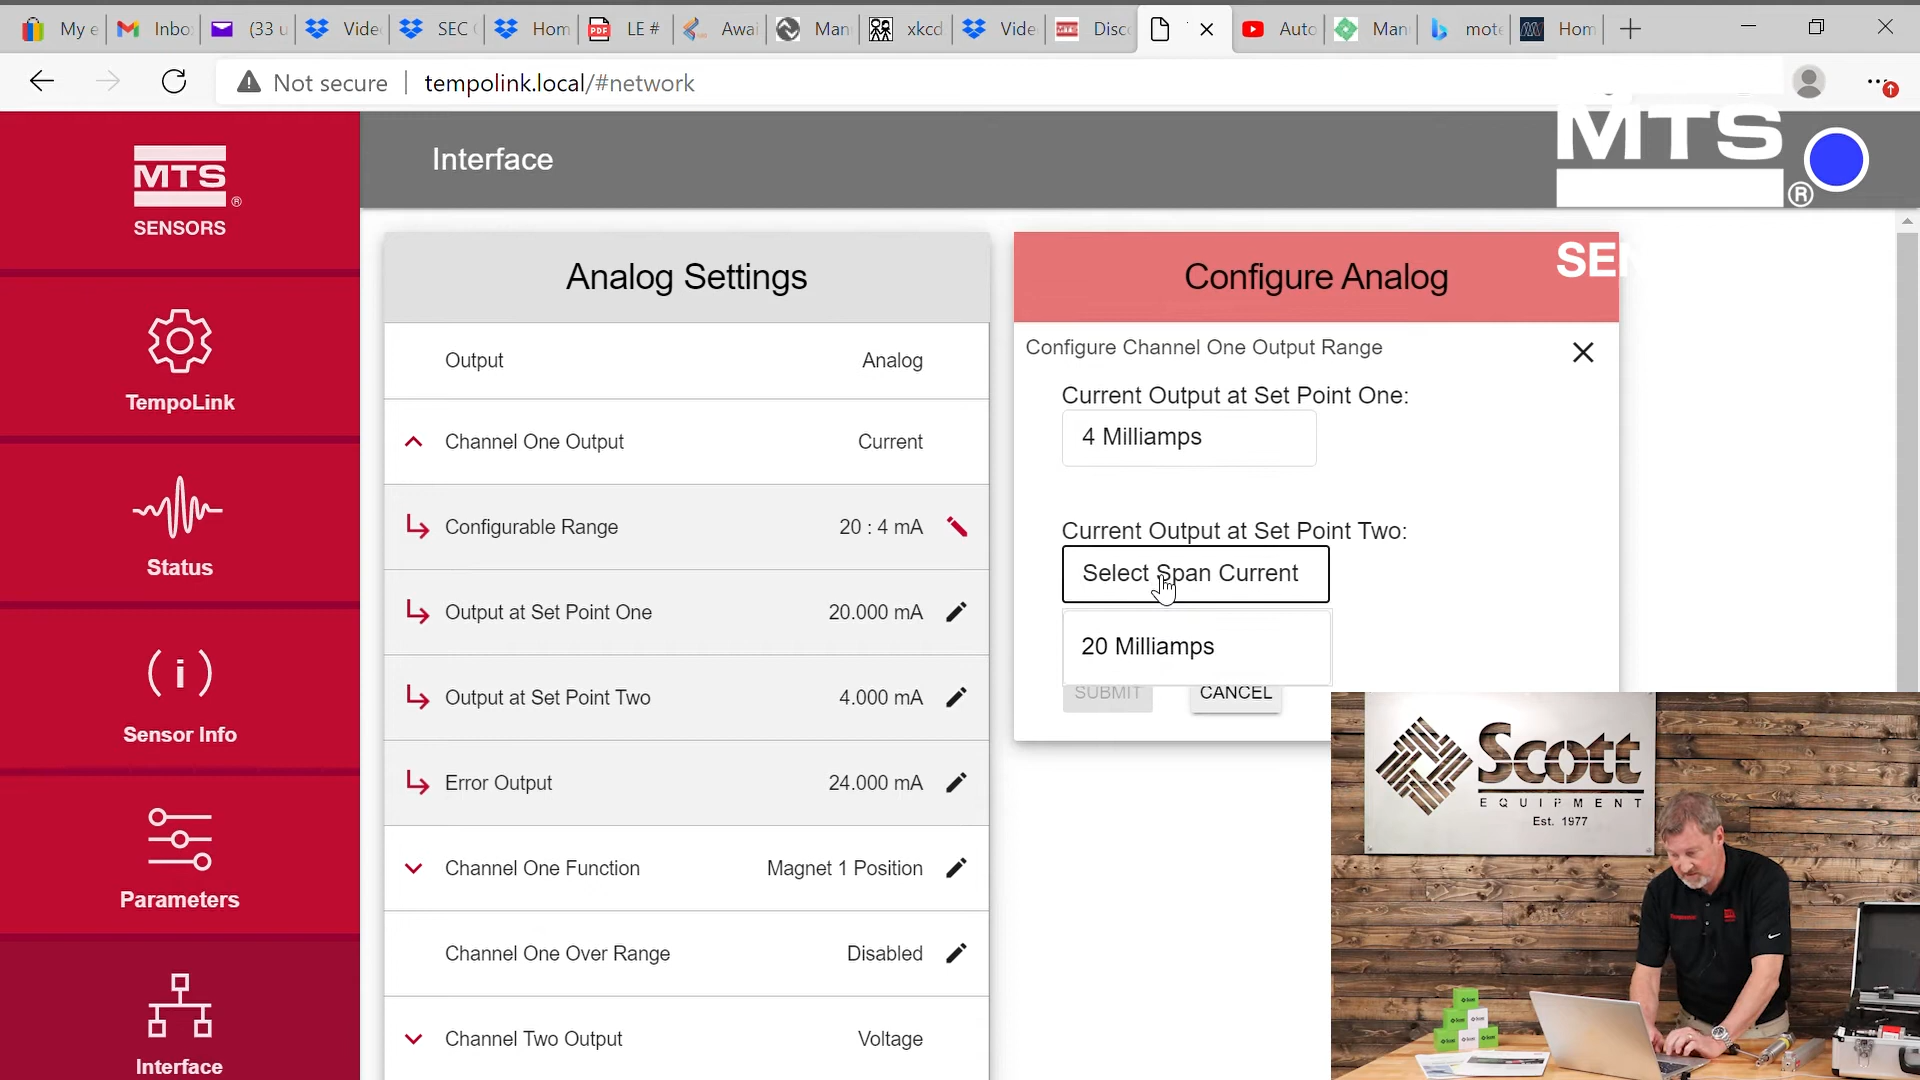 My e
Inbo
(33 u
Vide
SEC
Hom
PDF
LE #
Awai
Man
xkcd
Vide
MTS
Disc
Auto
Man
mote
Hom
Not secure
tempolink.local/#network
MTS
®
SENSORS
Interface
MTS
®
SEN
TempoLink
Status
Sensor Info
Parameters
Interface
Analog Settings
Output Analog
Channel One Output Current
Configurable Range 20 : 4 mA
Output at Set Point One 20.000 mA
Output at Set Point Two 4.000 mA
Error Output 24.000 mA
Channel One Function Magnet 1 Position
Channel One Over Range Disabled
Channel Two Output Voltage
Configure Analog
Configure Channel One Output Range
Current Output at Set Point One:
4 Milliamps
Current Output at Set Point Two:
Select Span Current
20 Milliamps
SUBMIT
CANCEL
Scott
EQUIPMENT
Est. 1977